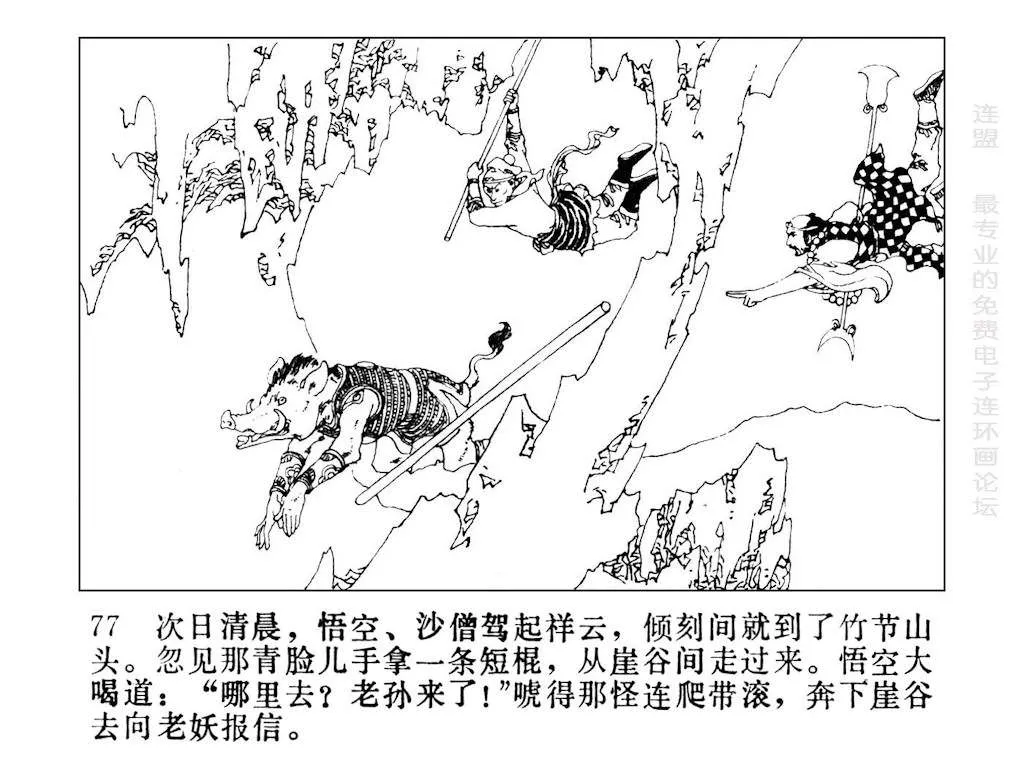 77 次日清晨，悟空、沙僧驾起祥云，倾刻间就到了竹节山
头。忽见那青脸儿手拿一条短棍，从崖谷间走过来。悟空大
喝道：“哪里去？老孙来了！”唬得那怪连爬带滚，奔下崖谷
去向老妖报信。
连盟 最专业的免费电子连环画论坛